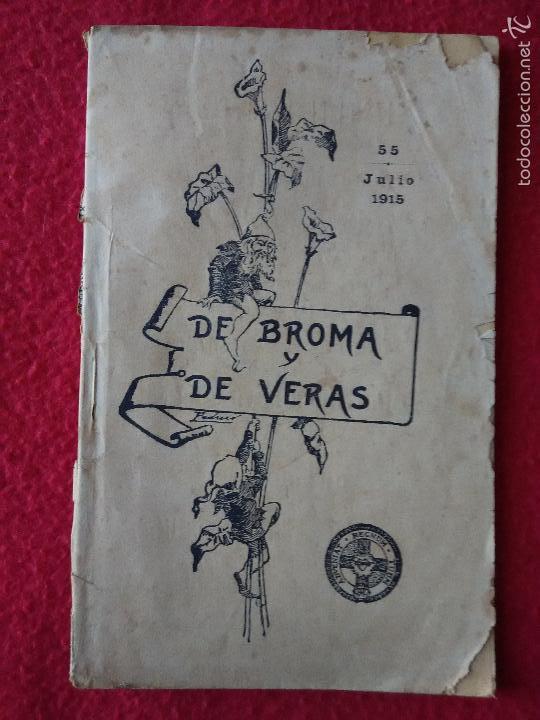 55
Julio
1915
DE BROMA
Y
DE VERAS
todocoleccion.net